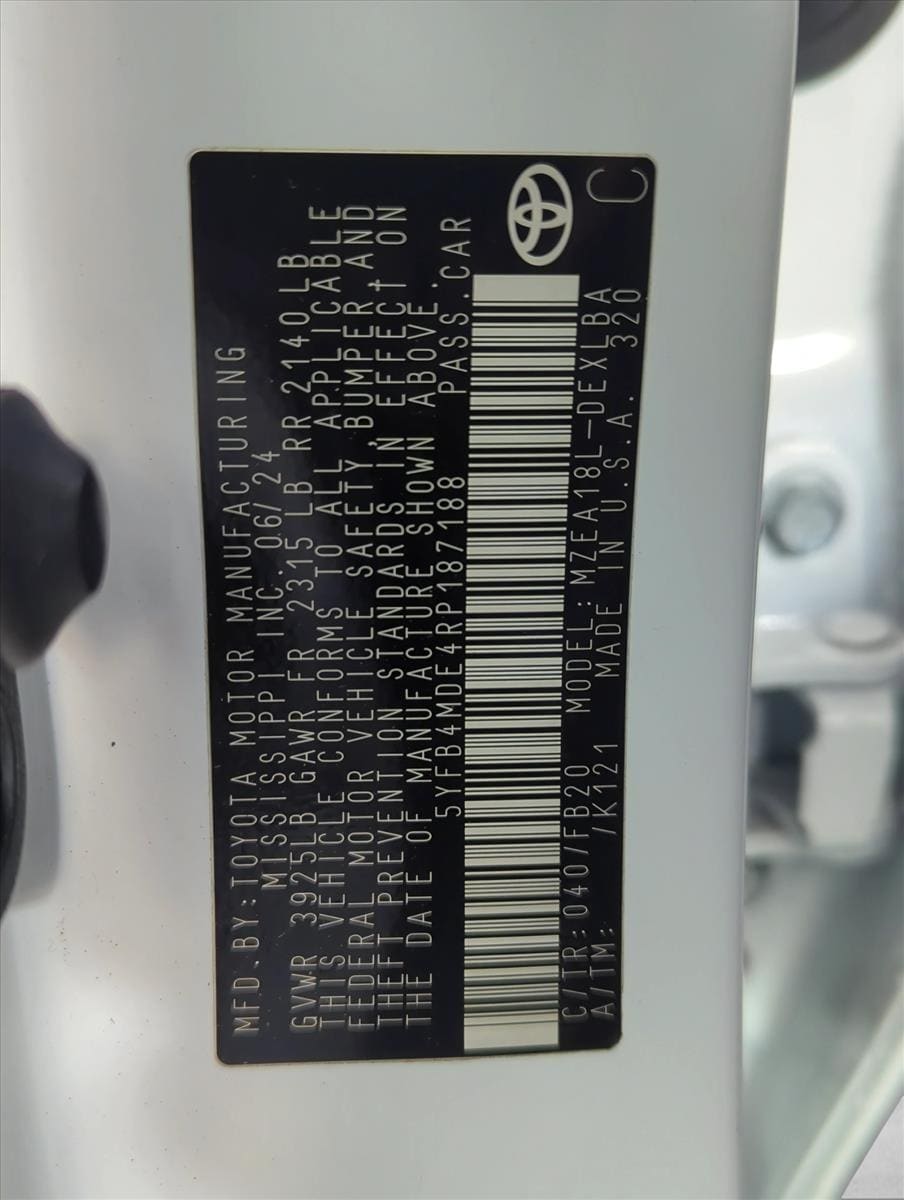 MFD.BY:TOYOTA MOTOR MANUFACTURING
MISSISSIPPI INC. 06/24
GVWR 3925LB GAWR FR 2315 LB RR 2140LB
THIS VEHICLE CONFORMS TO ALL APPLICABLE
FEDERAL MOTOR VEHICLE SAFETY,BUMPER,AND
THEFT PREVENTION STANDARDS IN EFFECT ON
THE DATE OF MANUFACTURE SHOWN ABOVE.
5YFB4MDE4RP187188 PASS.CAR
C/TR:040/FB20 MODEL:MZEA18L-DEXLBA
A/TM: /K121 MADE IN U.S.A. 320
C